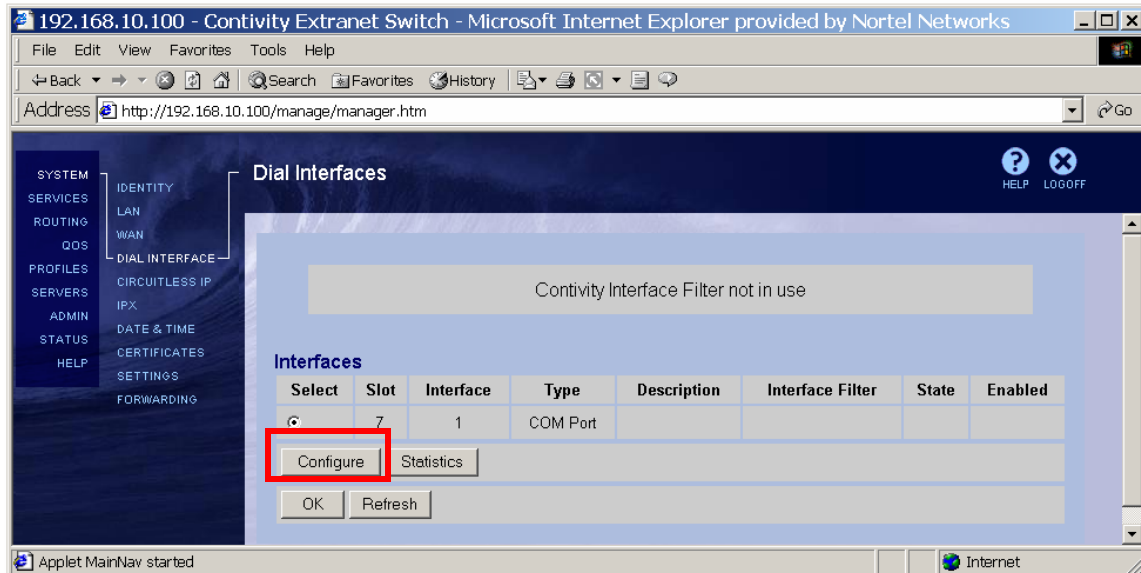 192.168.10.100 - Contivity Extranet Switch - Microsoft Internet Explorer provided by Nortel Networks
File Edit View Favorites Tools Help
Back Search Favorites History
Address http://192.168.10.100/manage/manager.htm Go
SYSTEM
SERVICES
ROUTING
QOS
PROFILES
SERVERS
ADMIN
STATUS
HELP
IDENTITY
LAN
WAN
DIAL INTERFACE
CIRCUITLESS IP
IPX
DATE & TIME
CERTIFICATES
SETTINGS
FORWARDING
Dial Interfaces
HELP LOGOFF
Contivity Interface Filter not in use
Interfaces
Select Slot Interface Type Description Interface Filter State Enabled
7 1 COM Port
Configure Statistics
OK Refresh
Applet MainNav started Internet